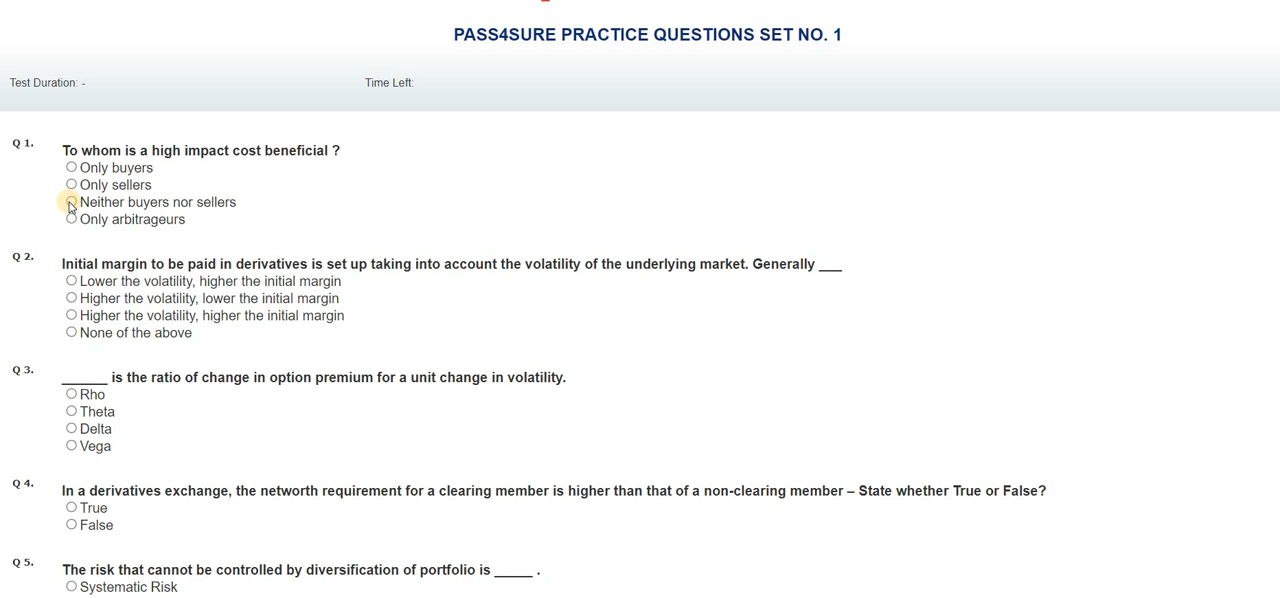 PASS4SURE PRACTICE QUESTIONS SET NO. 1
Test Duration: -
Time Left:
Q 1.
To whom is a high impact cost beneficial ?
Only buyers
Only sellers
Neither buyers nor sellers
Only arbitrageurs
Q 2.
Initial margin to be paid in derivatives is set up taking into account the volatility of the underlying market. Generally ___
Lower the volatility, higher the initial margin
Higher the volatility, lower the initial margin
Higher the volatility, higher the initial margin
None of the above
Q 3.
______ is the ratio of change in option premium for a unit change in volatility.
Rho
Theta
Delta
Vega
Q 4.
In a derivatives exchange, the networth requirement for a clearing member is higher than that of a non-clearing member – State whether True or False?
True
False
Q 5.
The risk that cannot be controlled by diversification of portfolio is _____ .
Systematic Risk